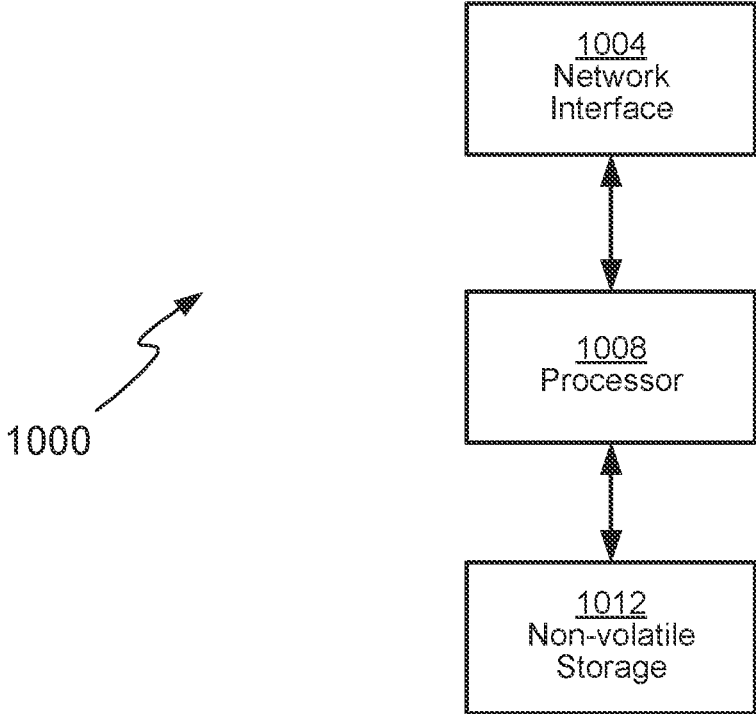 1004
Network
Interface
1008
Processor
1000
1012
Non-volatile
Storage